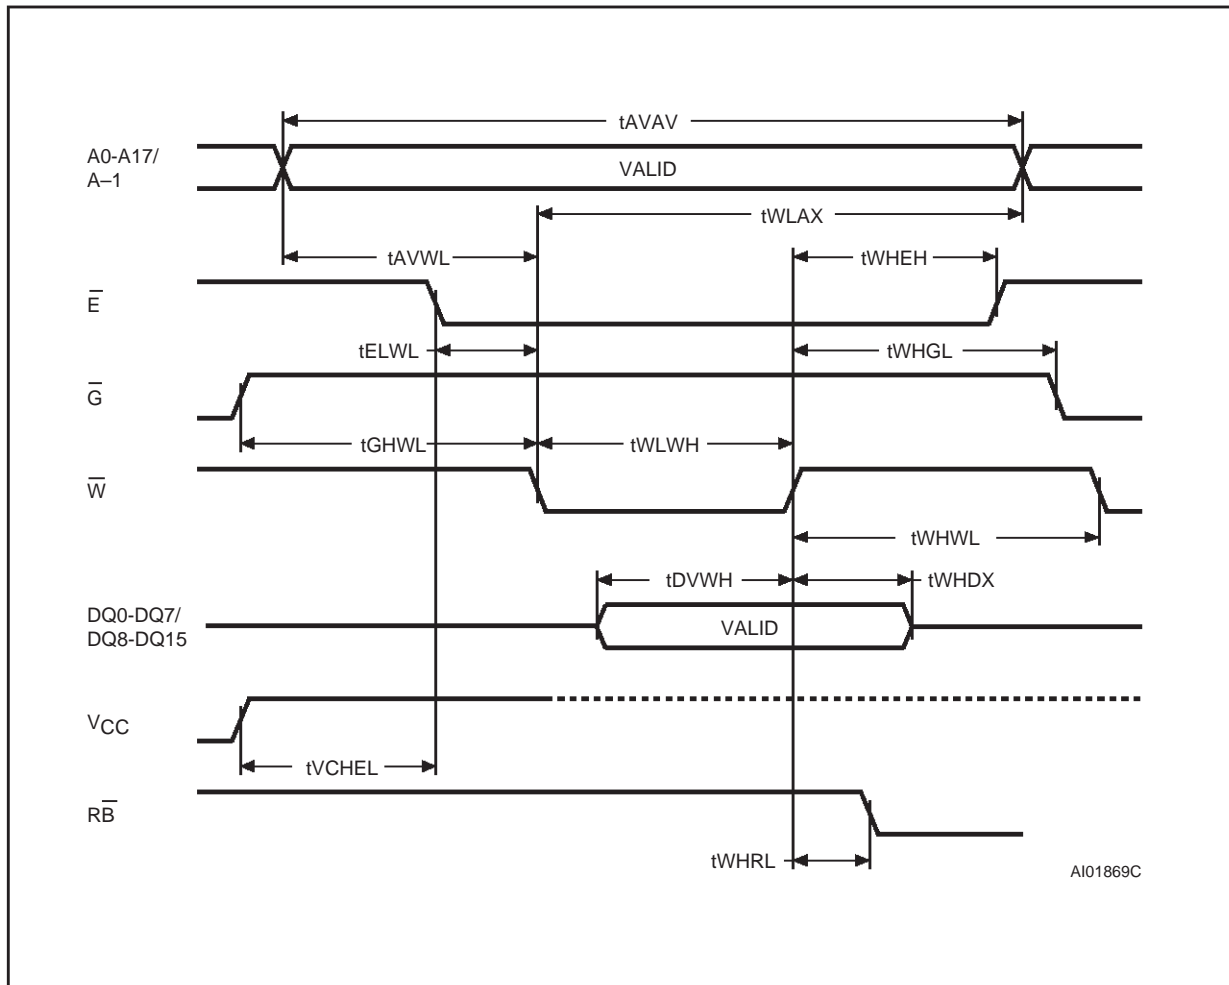 tAVAV
A0-A17/
A–1
VALID
tWLAX
tAVWL
tWHEH
E̅
tELWL
tWHGL
G̅
tGHWL
tWLWH
W̅
tWHWL
tDVWH
tWHDX
DQ0-DQ7/
DQ8-DQ15
VALID
VCC
tVCHEL
RB̅
tWHRL
AI01869C